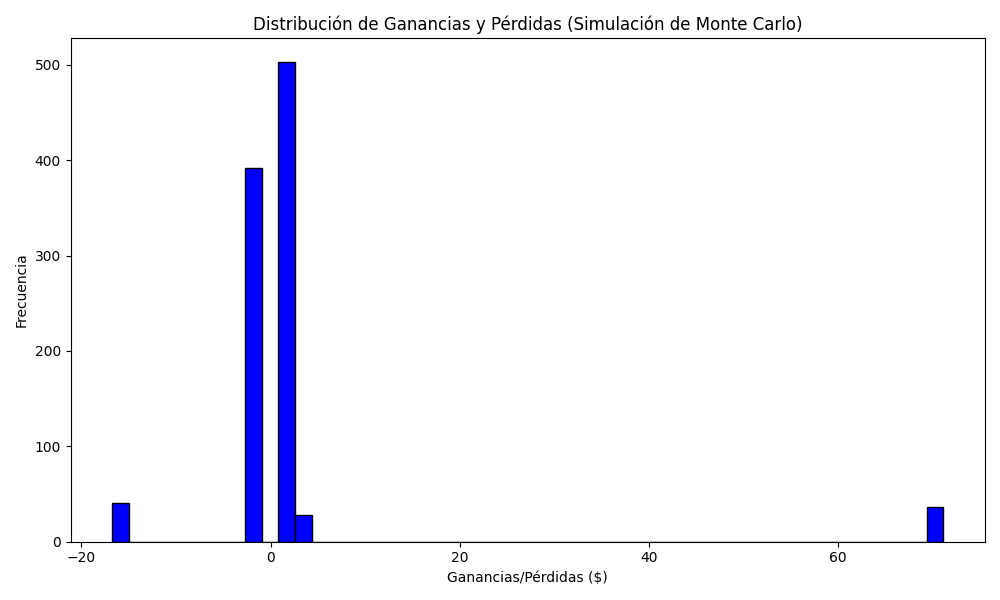 Distribución de Ganancias y Pérdidas (Simulación de Monte Carlo)
500
400
300
200
100
0
Frecuencia
−20 0 20 40 60
Ganancias/Pérdidas ($)